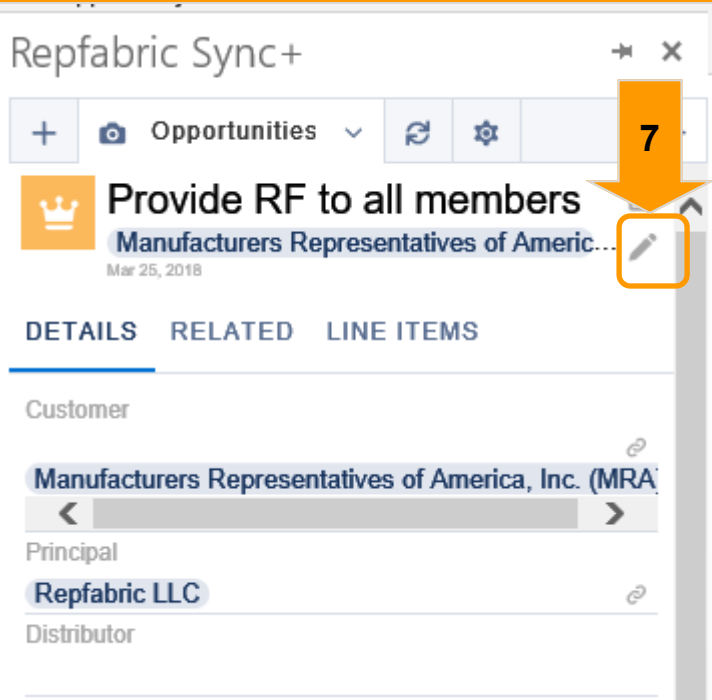 Repfabric Sync+
Opportunities
7
Provide RF to all members
Manufacturers Representatives of Americ...
Mar 25, 2018
DETAILS RELATED LINE ITEMS
Customer
Manufacturers Representatives of America, Inc. (MRA)
Principal
Repfabric LLC
Distributor